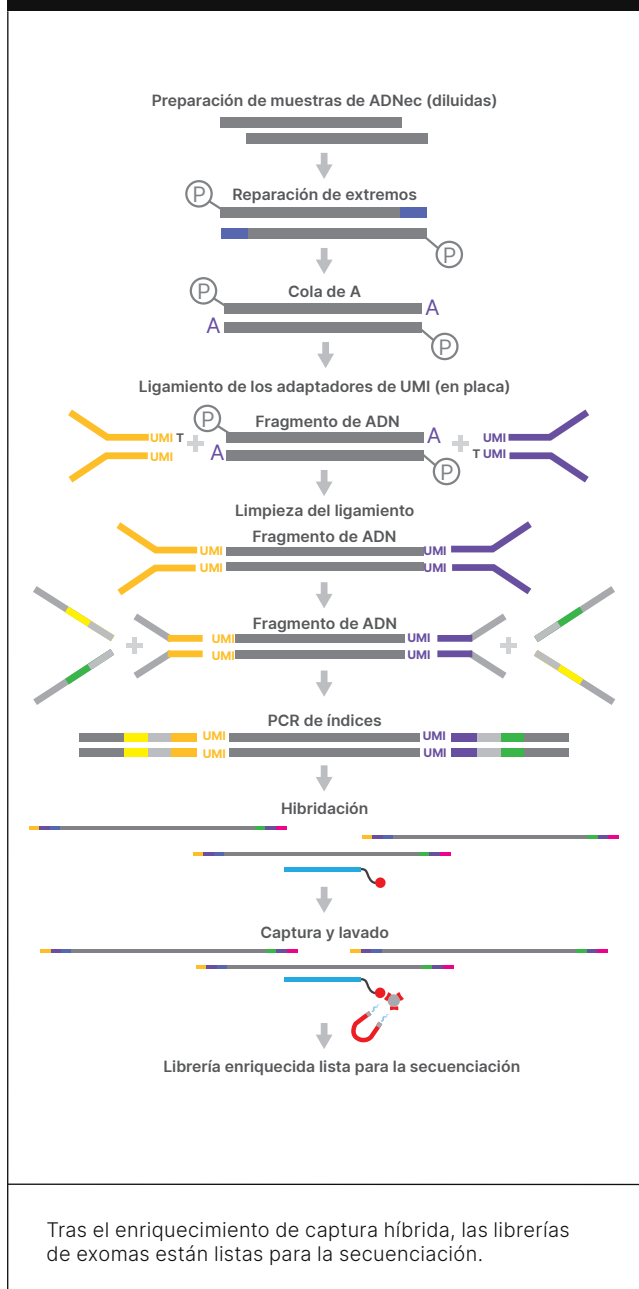 Preparación de muestras de ADNec (diluidas)
P
Reparación de extremos
P
P
Cola de A
A
A
P
Ligamiento de los adaptadores de UMI (en placa)
P
Fragmento de ADN
UMI T
A
UMI
UMI
A
T UMI
P
Limpieza del ligamiento
Fragmento de ADN
UMI
UMI
UMI
UMI
Fragmento de ADN
UMI
UMI
UMI
UMI
PCR de índices
UMI
UMI
UMI
UMI
Hibridación
Captura y lavado
Librería enriquecida lista para la secuenciación
Tras el enriquecimiento de captura híbrida, las librerías
de exomas están listas para la secuenciación.